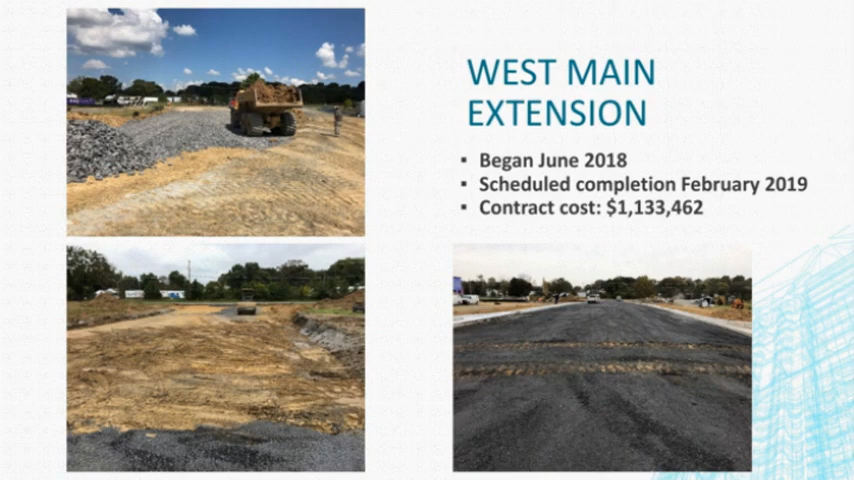 WEST MAIN
EXTENSION
▪ Began June 2018
▪ Scheduled completion February 2019
▪ Contract cost: $1,133,462